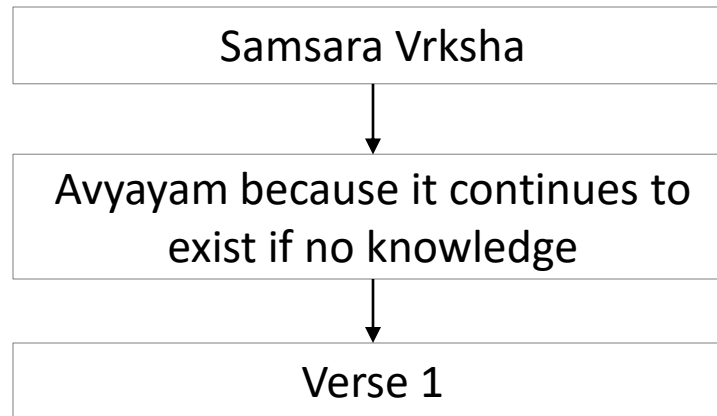 Samsara Vrksha
Avyayam because it continues to
exist if no knowledge
Verse 1